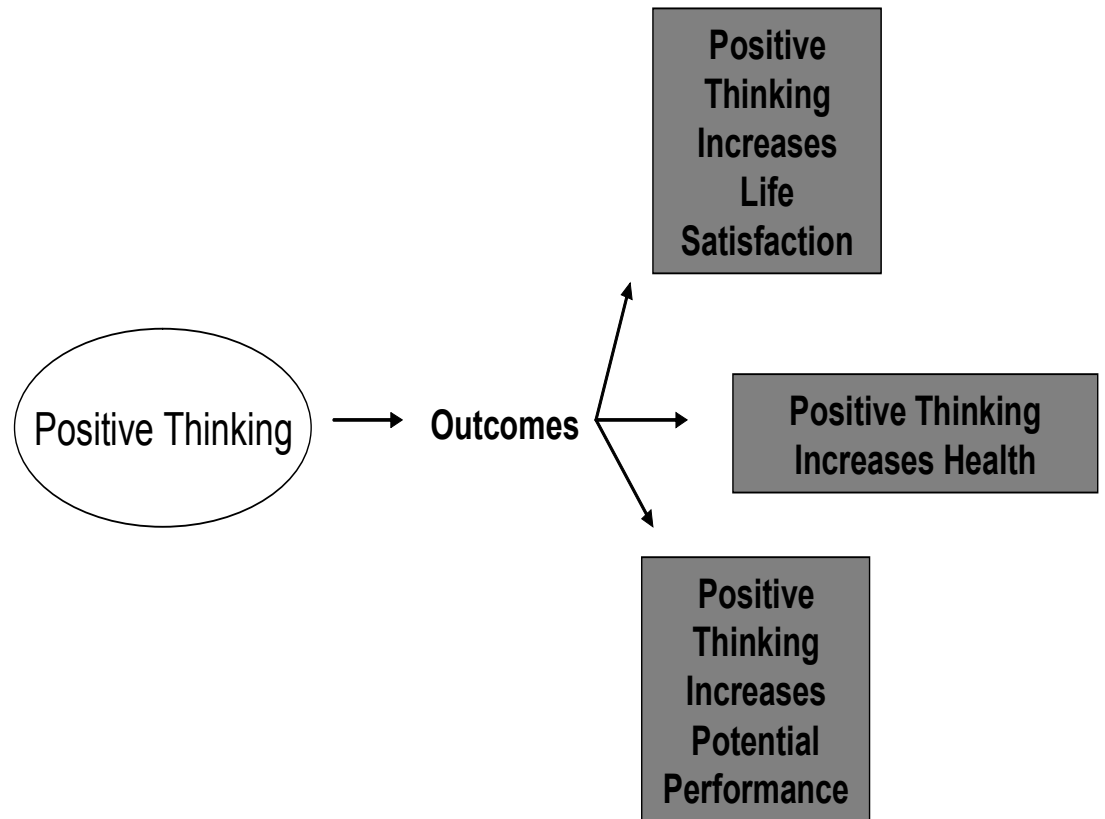 Positive
Thinking
Increases
Life
Satisfaction
Positive Thinking
Outcomes
Positive Thinking
Increases Health
Positive
Thinking
Increases
Potential
Performance